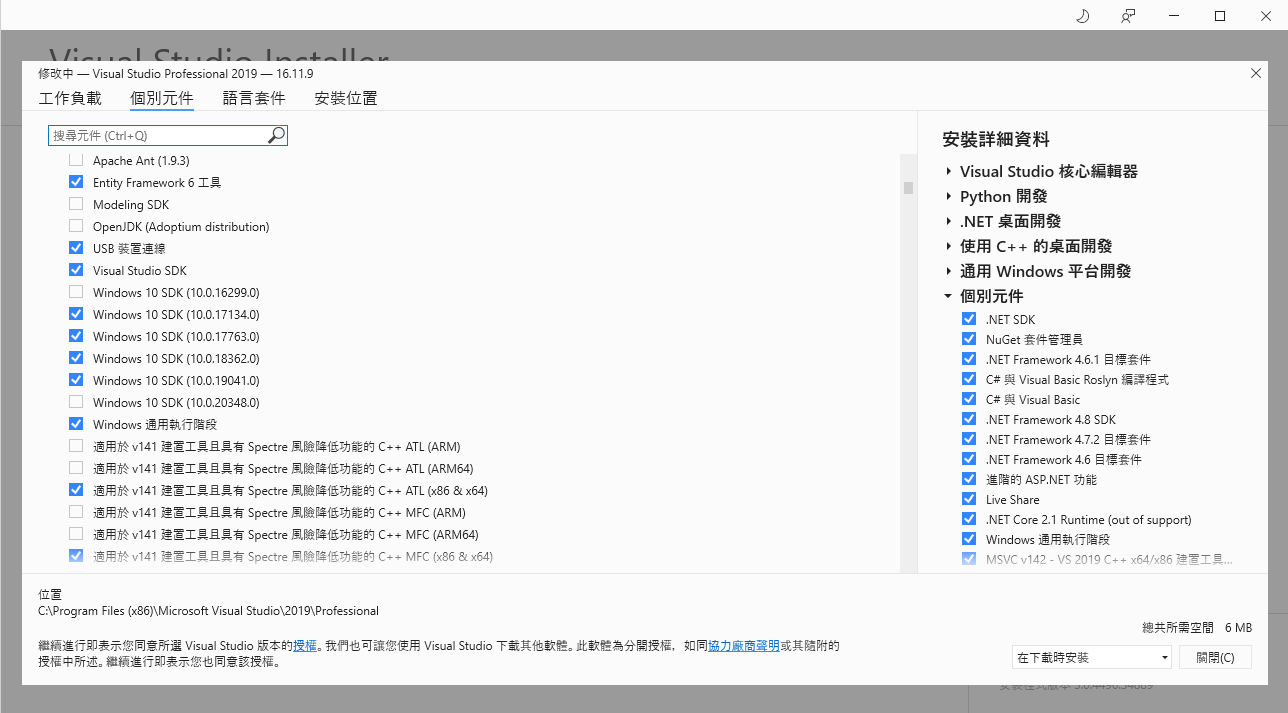 Visual Studio Installer
修改中 — Visual Studio Professional 2019 — 16.11.9
工作負載 個別元件 語言套件 安裝位置
搜尋元件 (Ctrl+Q)
Apache Ant (1.9.3)
Entity Framework 6 工具
Modeling SDK
OpenJDK (Adoptium distribution)
USB 裝置連線
Visual Studio SDK
Windows 10 SDK (10.0.16299.0)
Windows 10 SDK (10.0.17134.0)
Windows 10 SDK (10.0.17763.0)
Windows 10 SDK (10.0.18362.0)
Windows 10 SDK (10.0.19041.0)
Windows 10 SDK (10.0.20348.0)
Windows 通用執行階段
適用於 v141 建置工具且具有 Spectre 風險降低功能的 C++ ATL (ARM)
適用於 v141 建置工具且具有 Spectre 風險降低功能的 C++ ATL (ARM64)
適用於 v141 建置工具且具有 Spectre 風險降低功能的 C++ ATL (x86 & x64)
適用於 v141 建置工具且具有 Spectre 風險降低功能的 C++ MFC (ARM)
適用於 v141 建置工具且具有 Spectre 風險降低功能的 C++ MFC (ARM64)
適用於 v141 建置工具且具有 Spectre 風險降低功能的 C++ MFC (x86 & x64)
安裝詳細資料
Visual Studio 核心編輯器
Python 開發
.NET 桌面開發
使用 C++ 的桌面開發
通用 Windows 平台開發
個別元件
.NET SDK
NuGet 套件管理員
.NET Framework 4.6.1 目標套件
C# 與 Visual Basic Roslyn 編譯程式
C# 與 Visual Basic
.NET Framework 4.8 SDK
.NET Framework 4.7.2 目標套件
.NET Framework 4.6 目標套件
進階的 ASP.NET 功能
Live Share
.NET Core 2.1 Runtime (out of support)
Windows 通用執行階段
MSVC v142 - VS 2019 C++ x64/x86 建置工具...
位置
C:\Program Files (x86)\Microsoft Visual Studio\2019\Professional
繼續進行即表示您同意所選 Visual Studio 版本的授權。我們也可讓您使用 Visual Studio 下載其他軟體。此軟體為分開授權，如同協力廠商聲明或其隨附的
授權中所述。繼續進行即表示您也同意該授權。
總共所需空間 6 MB
在下載時安裝 關閉(C)